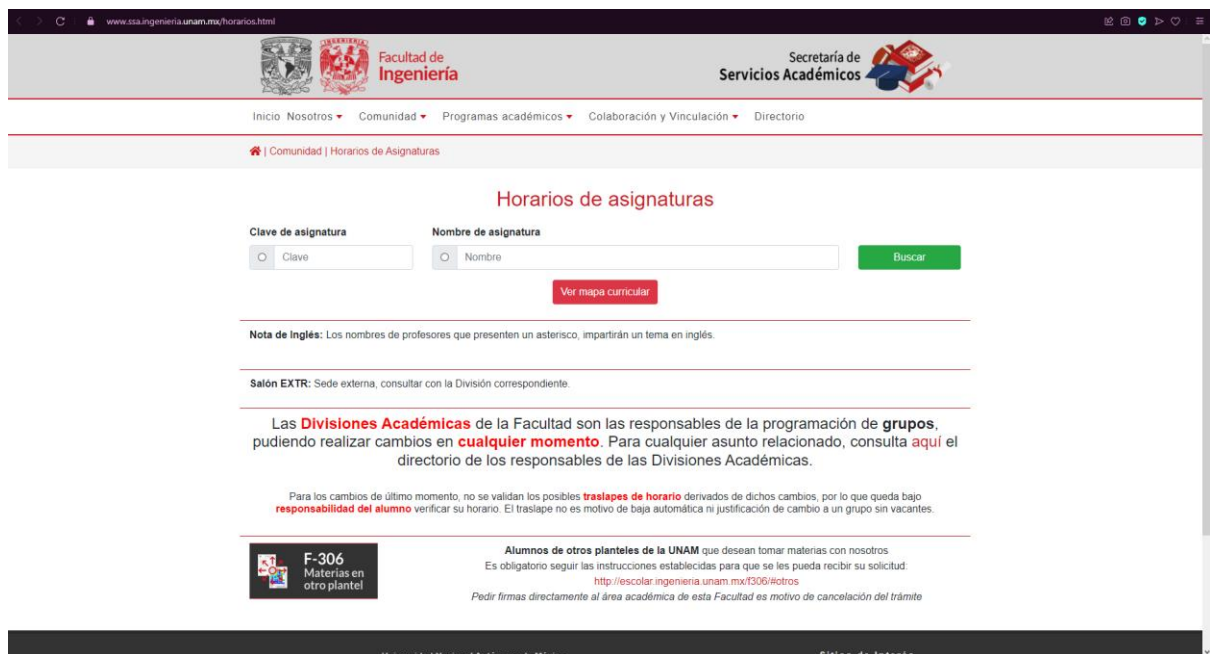 www.ssa.ingenieria.unam.mx/horarios.html
Facultad de
Ingeniería
Secretaría de
Servicios Académicos
Inicio Nosotros Comunidad Programas académicos Colaboración y Vinculación Directorio
| Comunidad | Horarios de Asignaturas
Horarios de asignaturas
Clave de asignatura Nombre de asignatura
Clave Nombre Buscar
Ver mapa curricular
Nota de Inglés: Los nombres de profesores que presenten un asterisco, impartirán un tema en inglés.
Salón EXTR: Sede externa, consultar con la División correspondiente.
Las Divisiones Académicas de la Facultad son las responsables de la programación de grupos,
pudiendo realizar cambios en cualquier momento. Para cualquier asunto relacionado, consulta aquí el
directorio de los responsables de las Divisiones Académicas.
Para los cambios de último momento, no se validan los posibles traslapes de horario derivados de dichos cambios, por lo que queda bajo
responsabilidad del alumno verificar su horario. El traslape no es motivo de baja automática ni justificación de cambio a un grupo sin vacantes.
F-306
Materias en
otro plantel
Alumnos de otros planteles de la UNAM que desean tomar materias con nosotros
Es obligatorio seguir las instrucciones establecidas para que se les pueda recibir su solicitud:
http://escolar.ingenieria.unam.mx/f306/#otros
Pedir firmas directamente al área académica de esta Facultad es motivo de cancelación del trámite